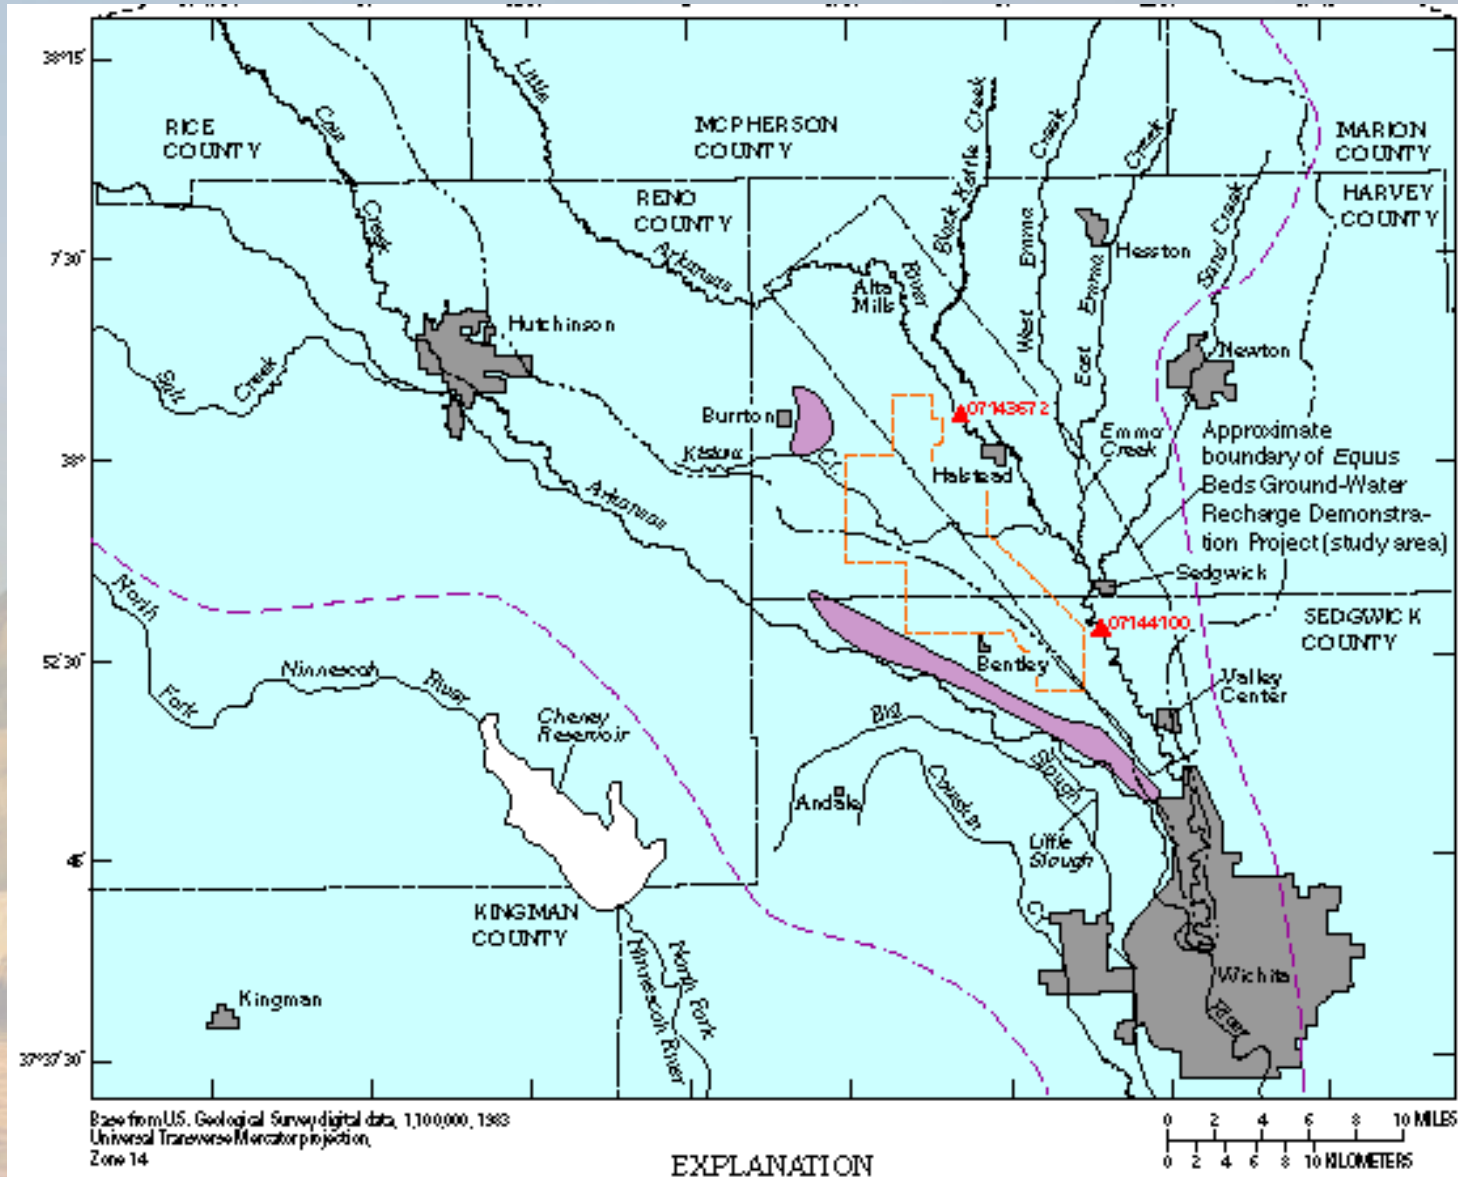 38°15'
RICE
COUNTY
Cow
Creek
Little
Arkansas
River
MCPHERSON
COUNTY
Black Kettle Creek
Creek
Emma
West
Creek
Emma
East
MARION
COUNTY
RENO
COUNTY
HARVEY
COUNTY
Sand Creek
Hesston
7'30"
Alta
Mills
Hutchinson
Newton
Salt
Creek
Burrton
07143672
Kisiwa
Cr.
Emma
Creek
38°
Halstead
Approximate
boundary of Equus
Beds Ground-Water
Recharge Demonstra-
tion Project (study area)
Arkansas
Sedgwick
North
Fork
Ninnescah
River
07144100
SEDGWICK
COUNTY
52'30"
Bentley
Valley
Center
Cheney
Reservoir
Big
Slough
Cowskin
Cr.
Andale
Little
Slough
45'
KINGMAN
COUNTY
North Fork
Ninnescah River
Wichita
River
Kingman
37°37'30"
Base from U.S. Geological Survey digital data, 1:100,000, 1983
Universal Transverse Mercator projection,
Zone 14
0 2 4 6 8 10 MILES
0 2 4 6 8 10 KILOMETERS
EXPLANATION